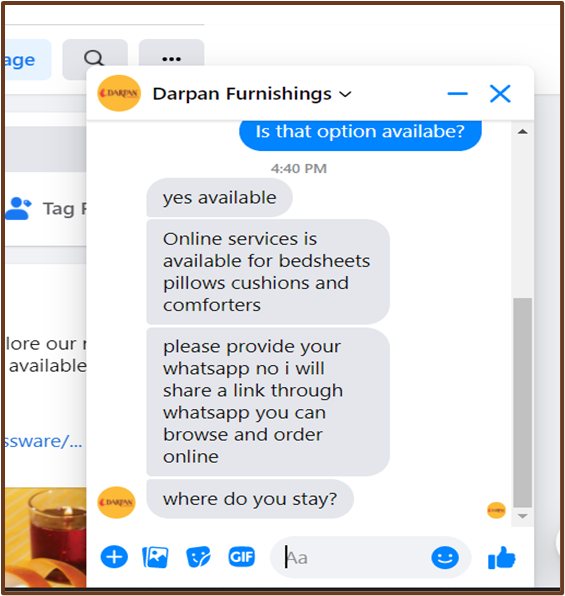 age
DARPAN
Darpan Furnishings
Is that option availabe?
4:40 PM
yes available
Online services is
available for bedsheets
pillows cushions and
comforters
please provide your
whatsapp no i will
share a link through
whatsapp you can
browse and order
online
DARPAN
where do you stay?
GIF
Aa
Tag
lore our
available
ssware/...